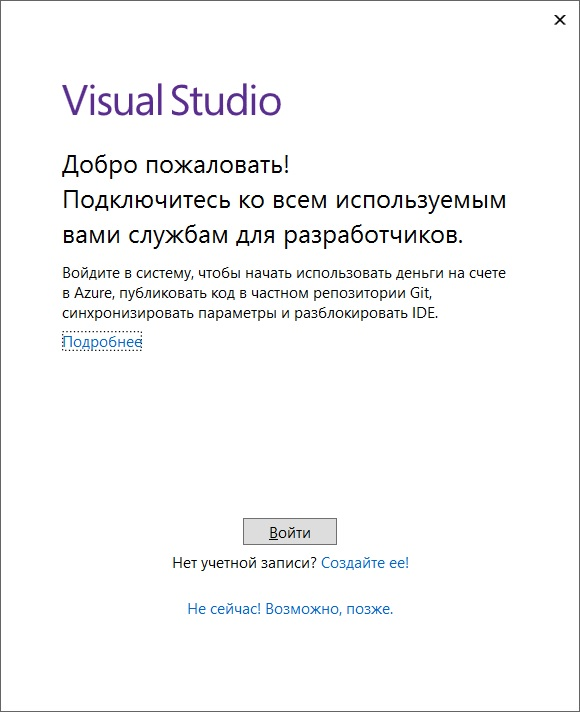 Visual Studio
Добро пожаловать!
Подключитесь ко всем используемым
вами службам для разработчиков.
Войдите в систему, чтобы начать использовать деньги на счете
в Azure, публиковать код в частном репозитории Git,
синхронизировать параметры и разблокировать IDE.
Подробнее
Войти
Нет учетной записи? Создайте ее!
Не сейчас! Возможно, позже.